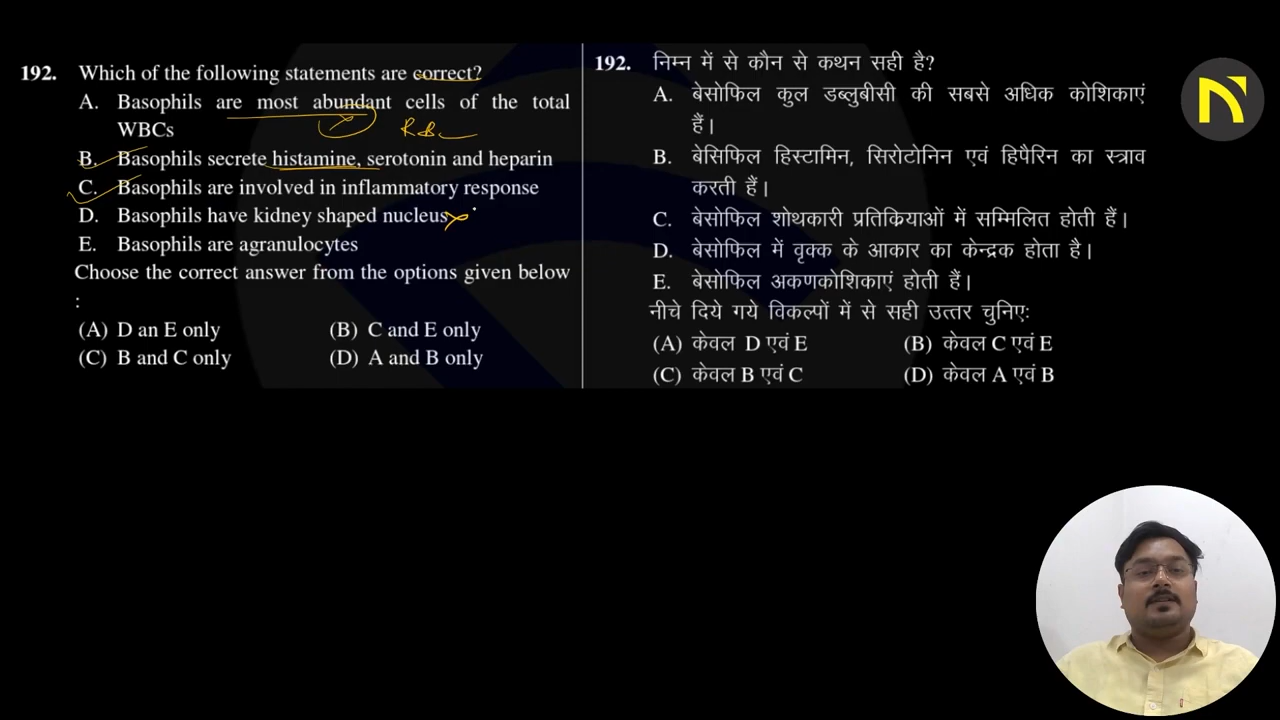 192. Which of the following statements are correct?
A. Basophils are most abundant cells of the total
WBCs
B. Basophils secrete histamine, serotonin and heparin
C. Basophils are involved in inflammatory response
D. Basophils have kidney shaped nucleus
E. Basophils are agranulocytes
Choose the correct answer from the options given below
:
(A) D an E only (B) C and E only
(C) B and C only (D) A and B only
192. निम्न में से कौन से कथन सही है?
A. बेसोफिल कुल डब्लुबीसी की सबसे अधिक कोशिकाएं
हैं।
B. बेसिफिल हिस्टामिन, सिरोटोनिन एवं हिपैरिन का स्त्राव
करती हैं।
C. बेसोफिल शोथकारी प्रतिक्रियाओं में सम्मिलित होती हैं।
D. बेसोफिल में वृक्क के आकार का केन्द्रक होता है।
E. बेसोफिल अकणकोशिकाएं होती हैं।
नीचे दिये गये विकल्पों में से सही उत्तर चुनिए:
(A) केवल D एवं E (B) केवल C एवं E
(C) केवल B एवं C (D) केवल A एवं B